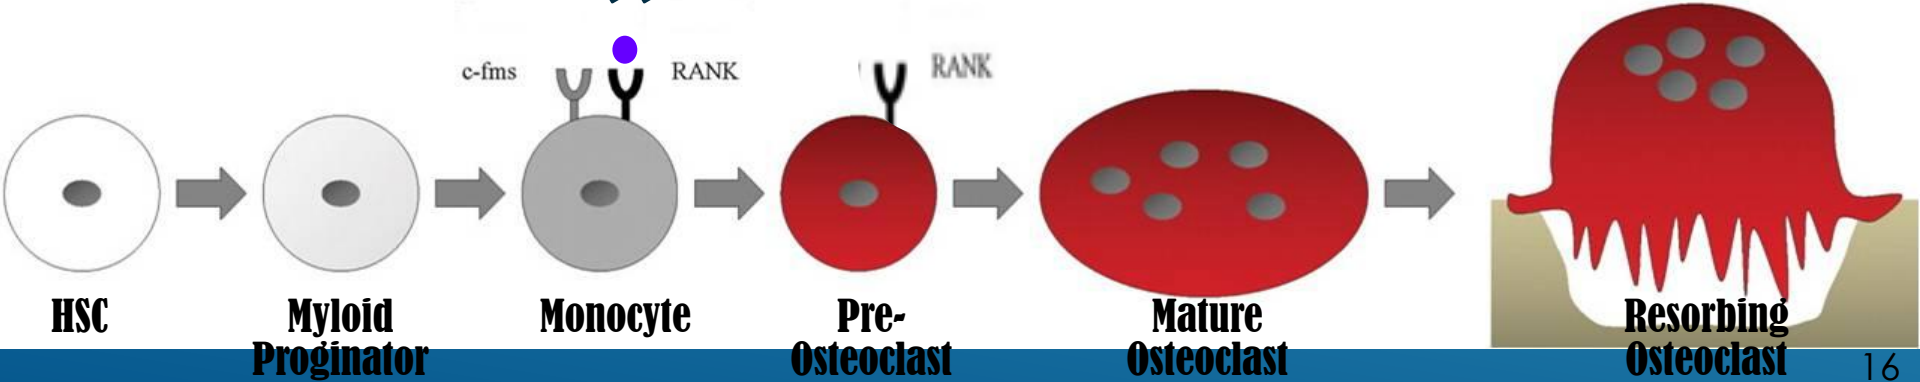 c-fms
RANK
RANK
HSC
Myloid
Proginator
Monocyte
Pre-
Osteoclast
Mature
Osteoclast
Resorbing
Osteoclast
16